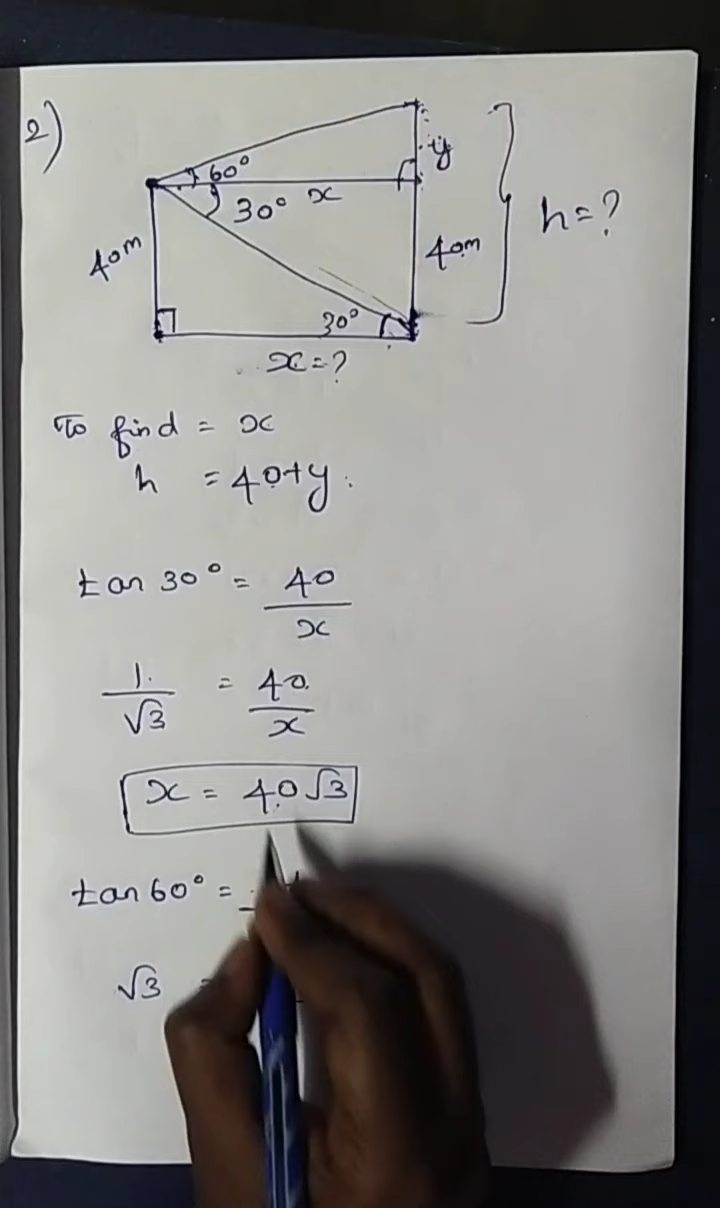 2)
60°
y
30° x
h=?
40m
40m
30°
x=?
To find = x
h = 40+y.
tan 30° = 40/x
1/√3 = 40/x
x = 40√3
tan 60° =
√3